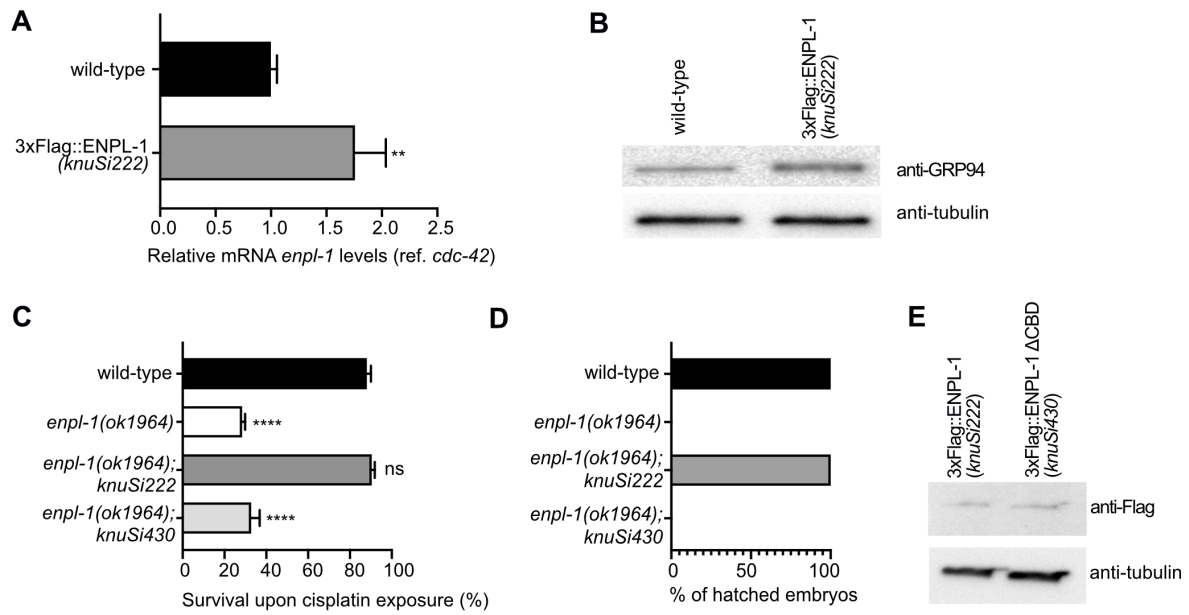 A
wild-type
3xFlag::ENPL-1
(knuSi222)
**
0.0 0.5 1.0 1.5 2.0 2.5
Relative mRNA enpl-1 levels (ref. cdc-42)
B
wild-type
3xFlag::ENPL-1
(knuSi222)
anti-GRP94
anti-tubulin
C
wild-type
enpl-1(ok1964)
****
enpl-1(ok1964);
knuSi222
ns
enpl-1(ok1964);
knuSi430
****
0 20 40 60 80 100
Survival upon cisplatin exposure (%)
D
wild-type
enpl-1(ok1964)
enpl-1(ok1964);
knuSi222
enpl-1(ok1964);
knuSi430
0 50 100
% of hatched embryos
E
3xFlag::ENPL-1
(knuSi222)
3xFlag::ENPL-1 ΔCBD
(knuSi430)
anti-Flag
anti-tubulin